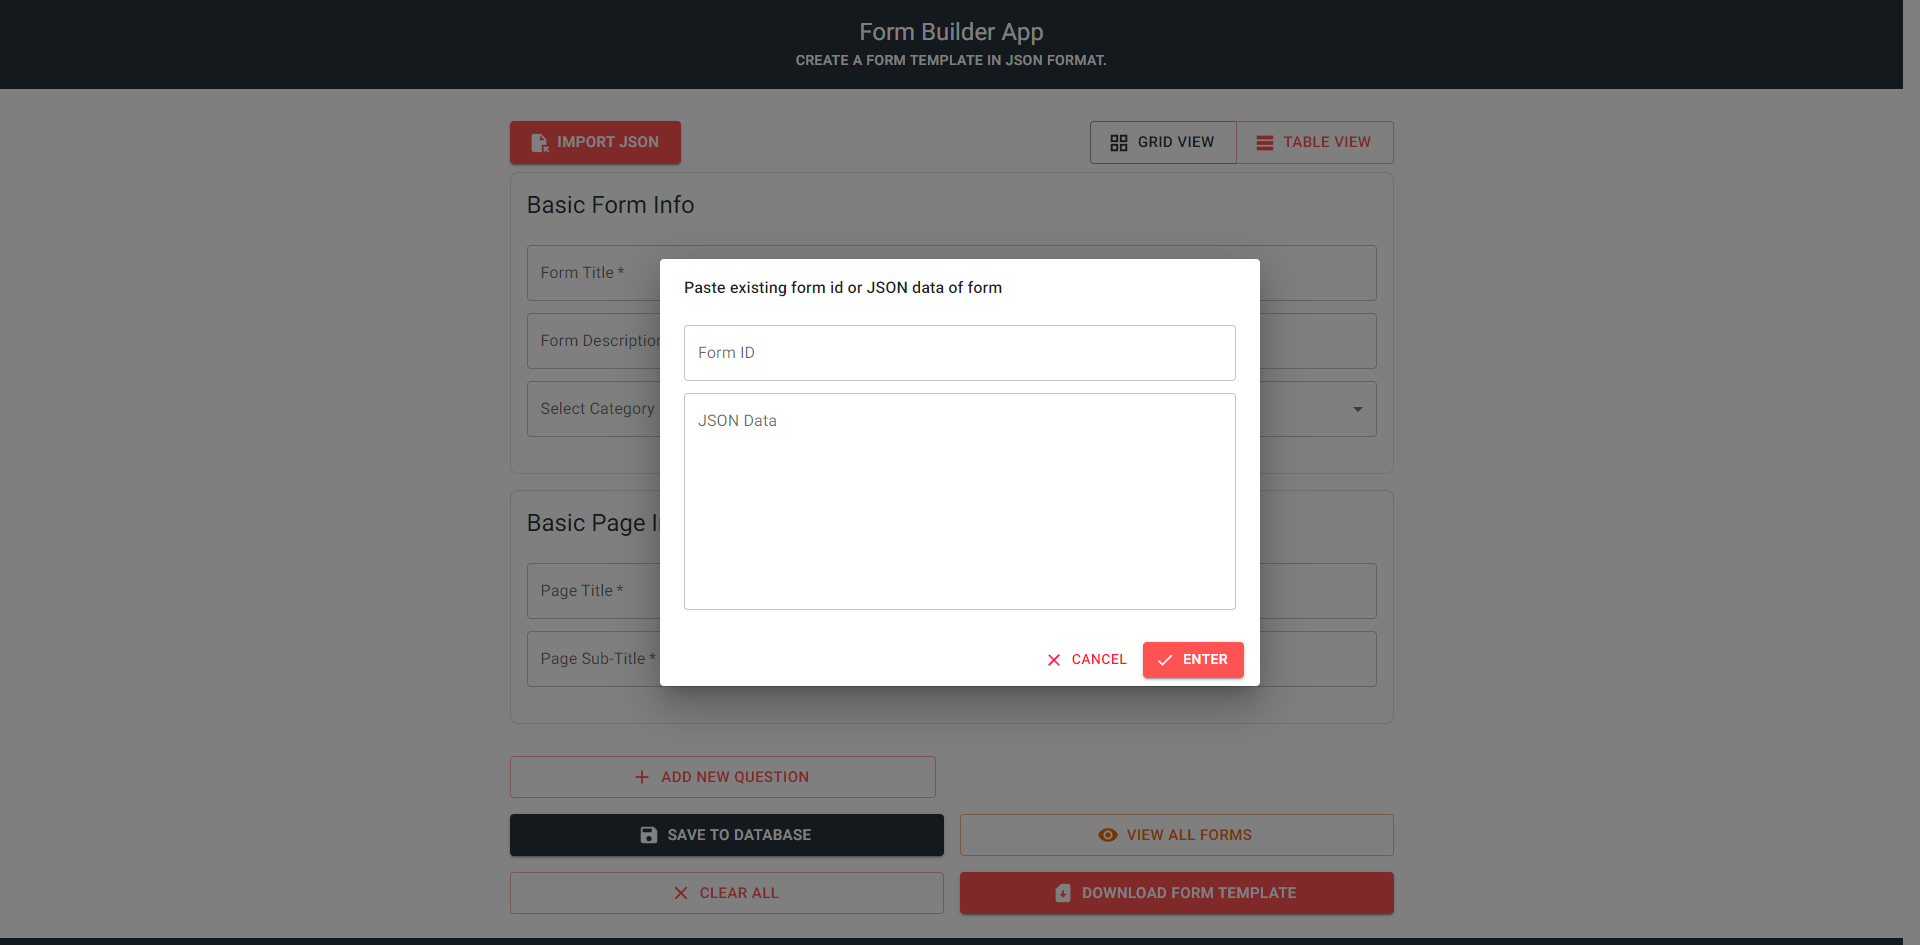 Form Builder App
CREATE A FORM TEMPLATE IN JSON FORMAT.
IMPORT JSON
GRID VIEW
TABLE VIEW
Basic Form Info
Form Title *
Form Description
Select Category
Paste existing form id or JSON data of form
Form ID
JSON Data
CANCEL
ENTER
Basic Page I
Page Title *
Page Sub-Title *
ADD NEW QUESTION
SAVE TO DATABASE
VIEW ALL FORMS
CLEAR ALL
DOWNLOAD FORM TEMPLATE